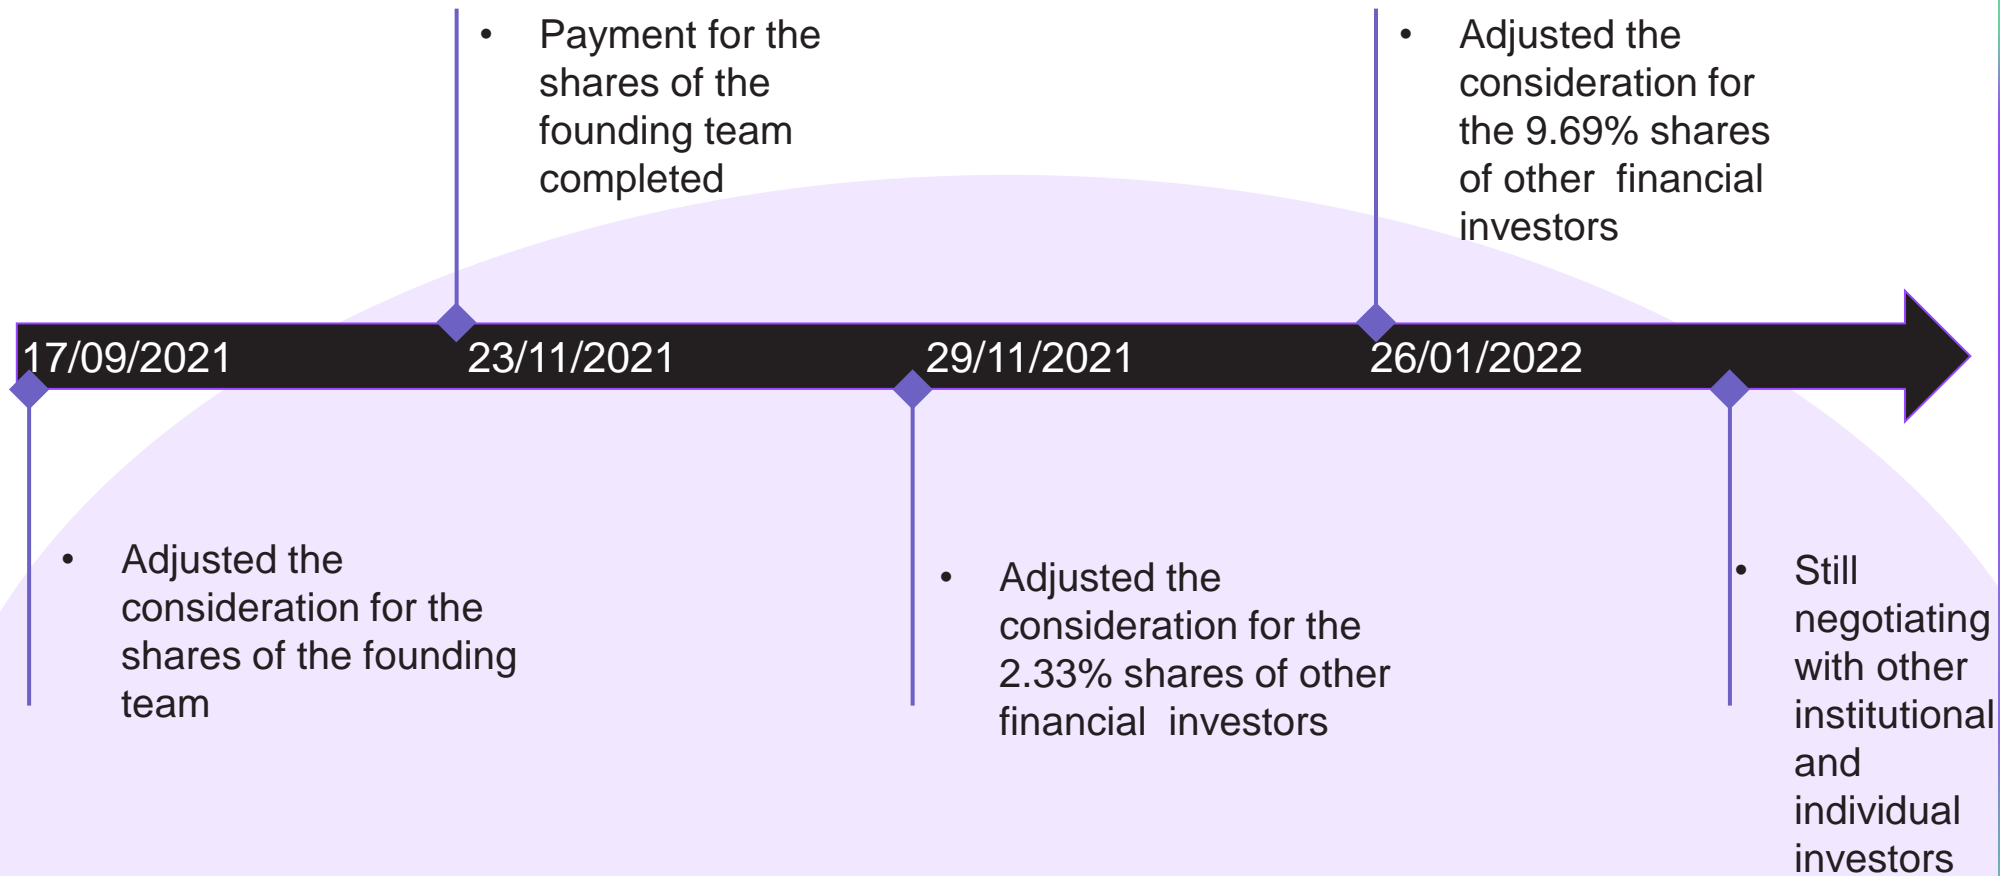 • Payment for the
shares of the
founding team
completed
• Adjusted the
consideration for
the 9.69% shares
of other  financial
investors
17/09/2021
23/11/2021
29/11/2021
26/01/2022
• Adjusted the
consideration for the
shares of the founding
team
• Adjusted the
consideration for the
2.33% shares of other
financial  investors
• Still
negotiating
with other
institutional
and
individual
investors